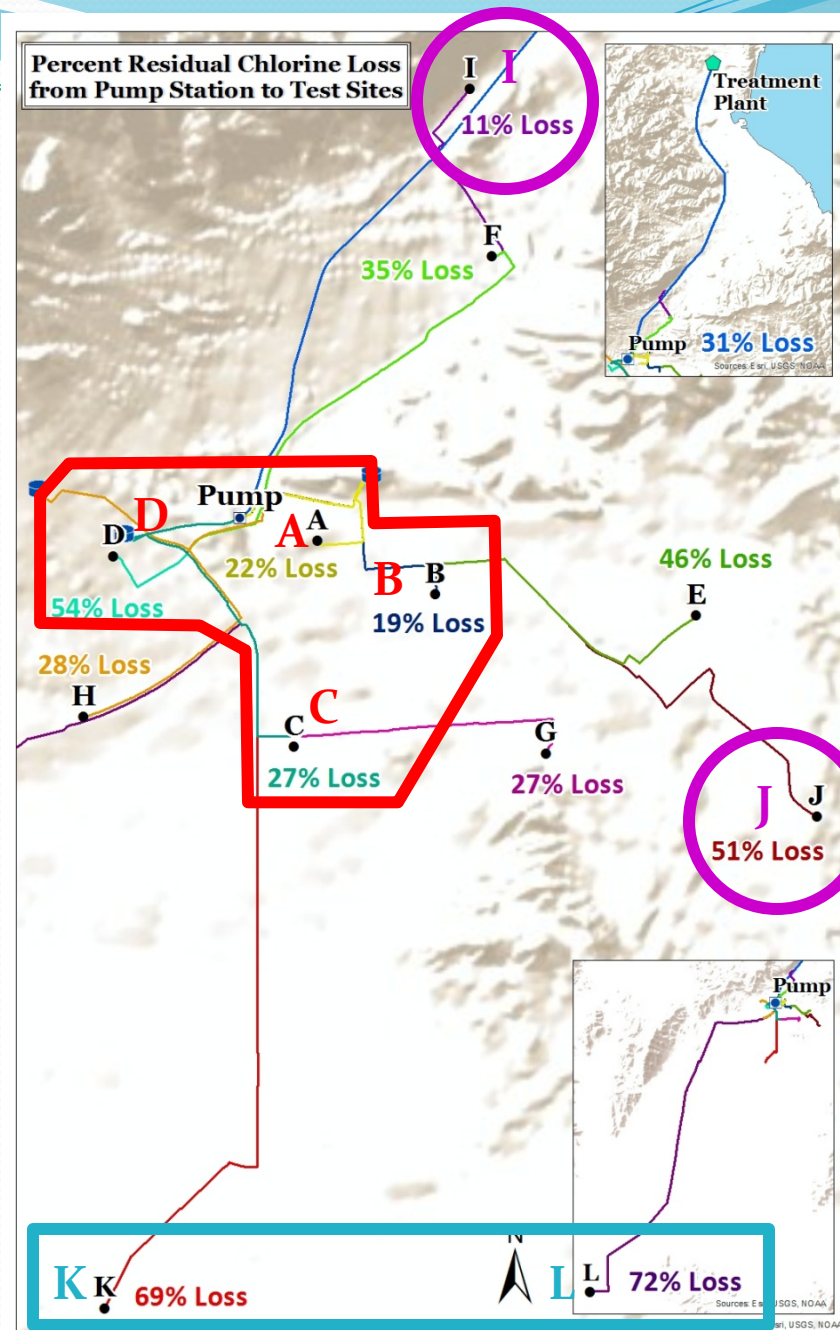 Percent Residual Chlorine Loss
from Pump Station to Test Sites
I
I
11% Loss
Treatment
Plant
F
35% Loss
Pump
31% Loss
Sources: Esri, USGS, NOAA
Pump
D
D
A
A
22% Loss
B
B
19% Loss
46% Loss
E
54% Loss
28% Loss
H
C
C
27% Loss
G
27% Loss
J
J
51% Loss
Pump
N
K
K
69% Loss
L
L
72% Loss
Sources: Esri, USGS, NOAA
USGS, NOAA